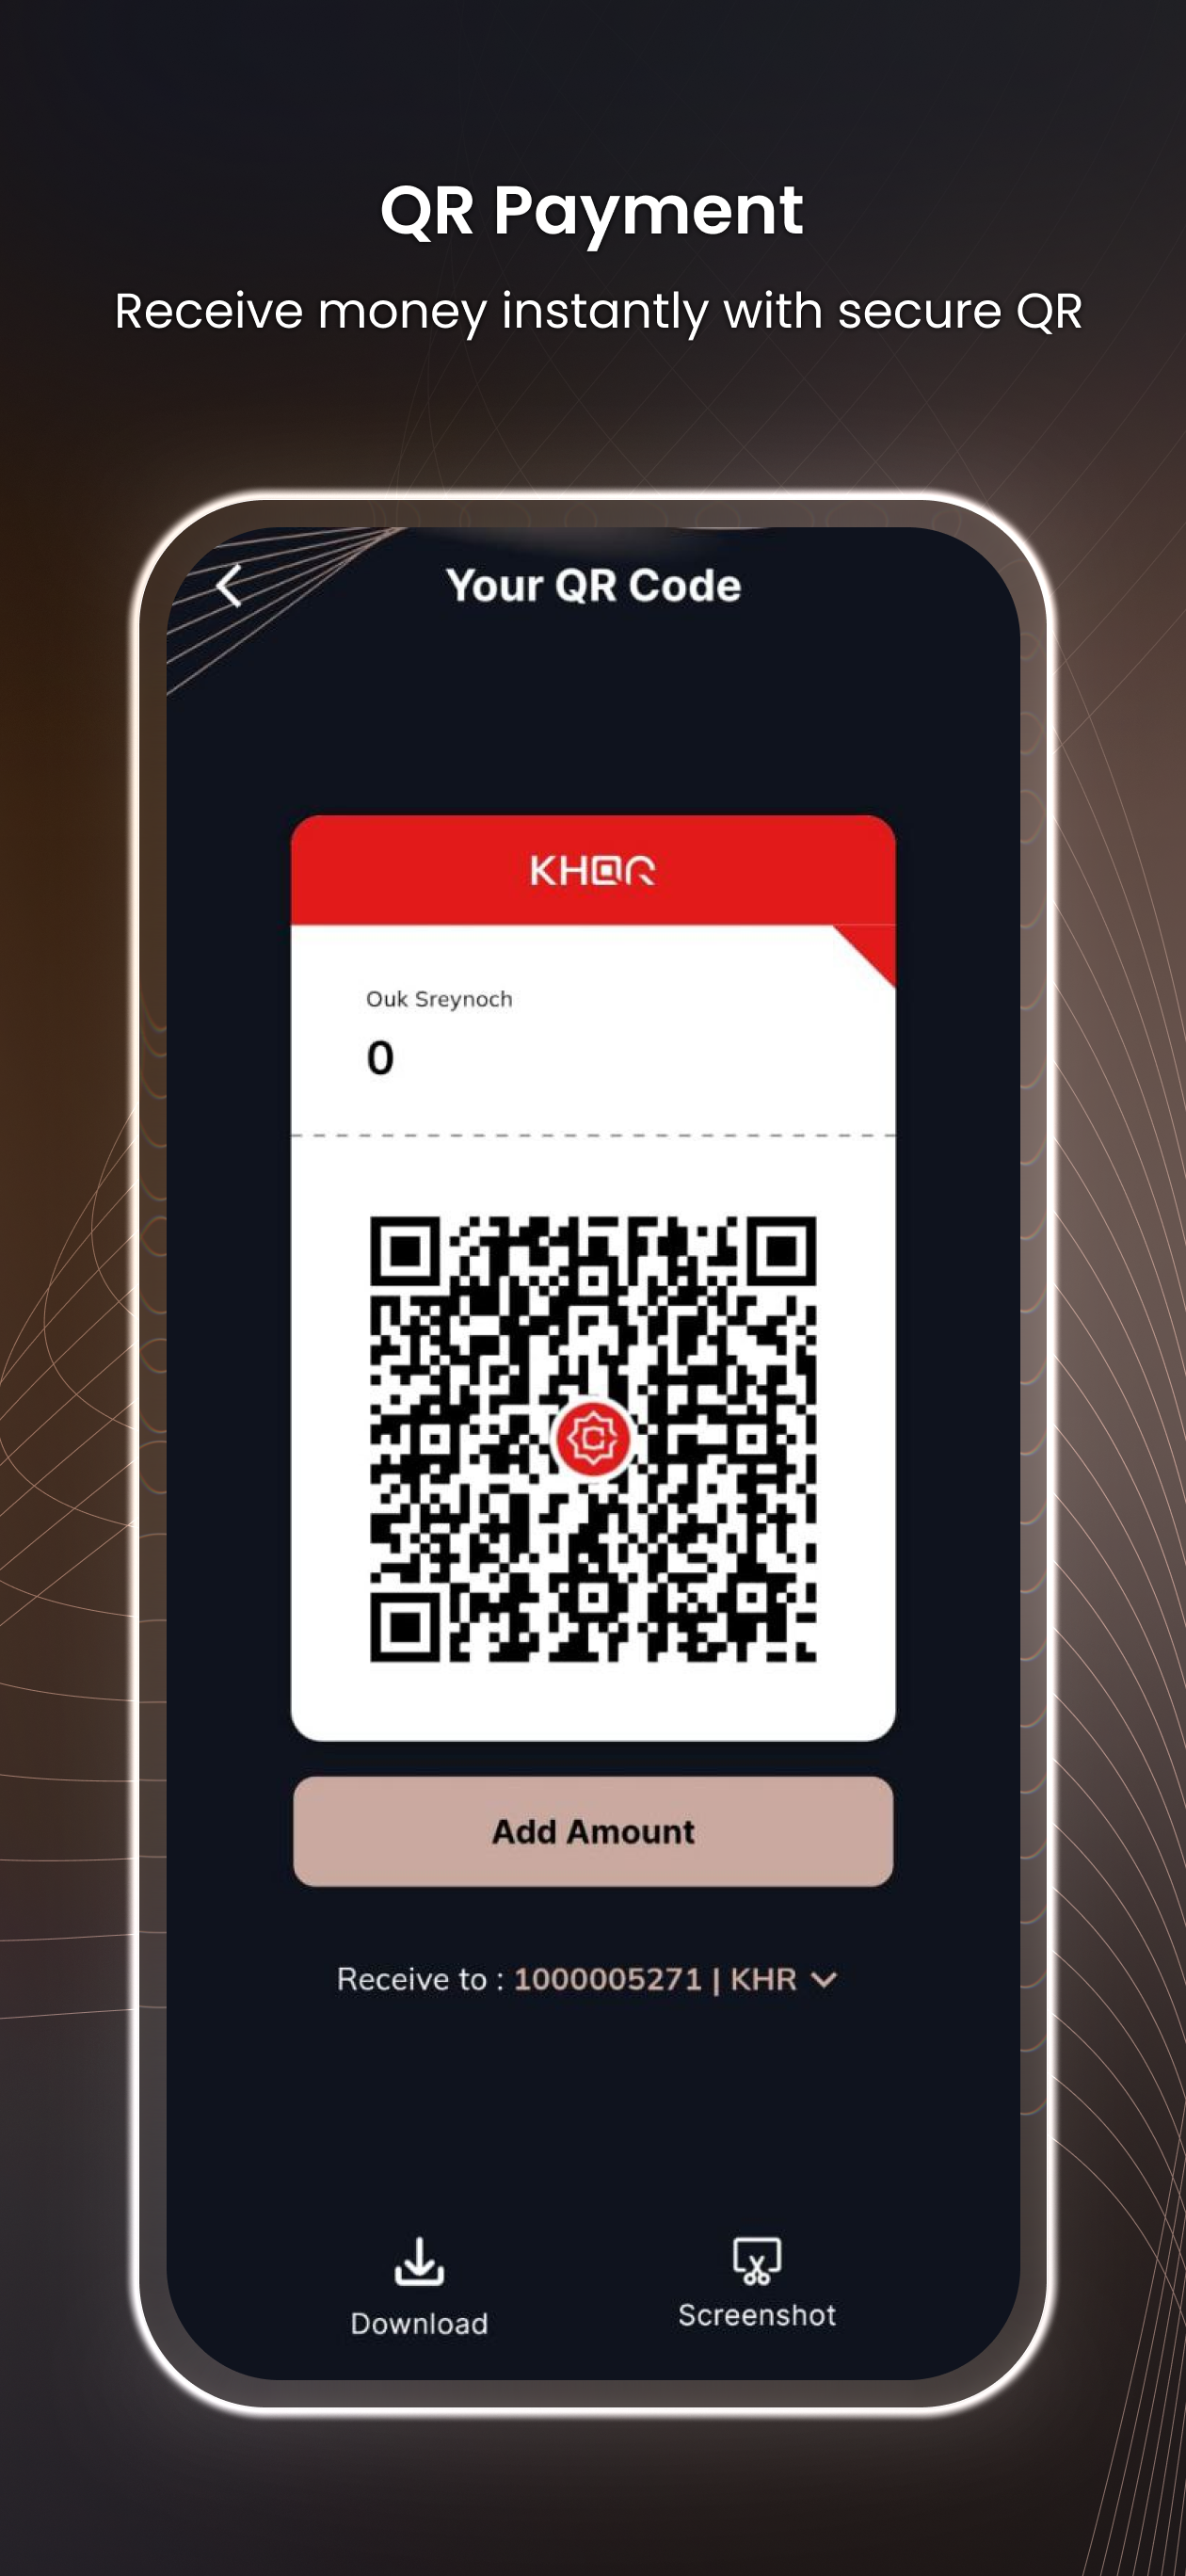 QR Payment
Receive money instantly with secure QR
Your QR Code
KHQR
Ouk Sreynoch
0
C
Add Amount
Receive to : 1000005271 | KHR
Download
Screenshot